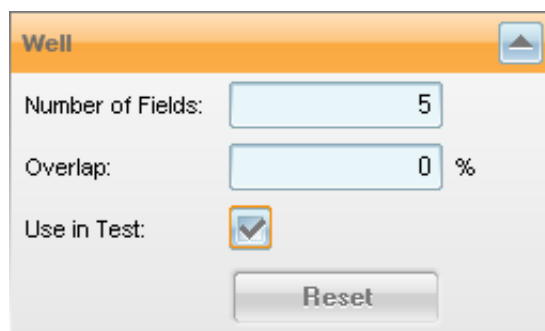 Well
Number of Fields: 5
Overlap: 0 %
Use in Test:
Reset